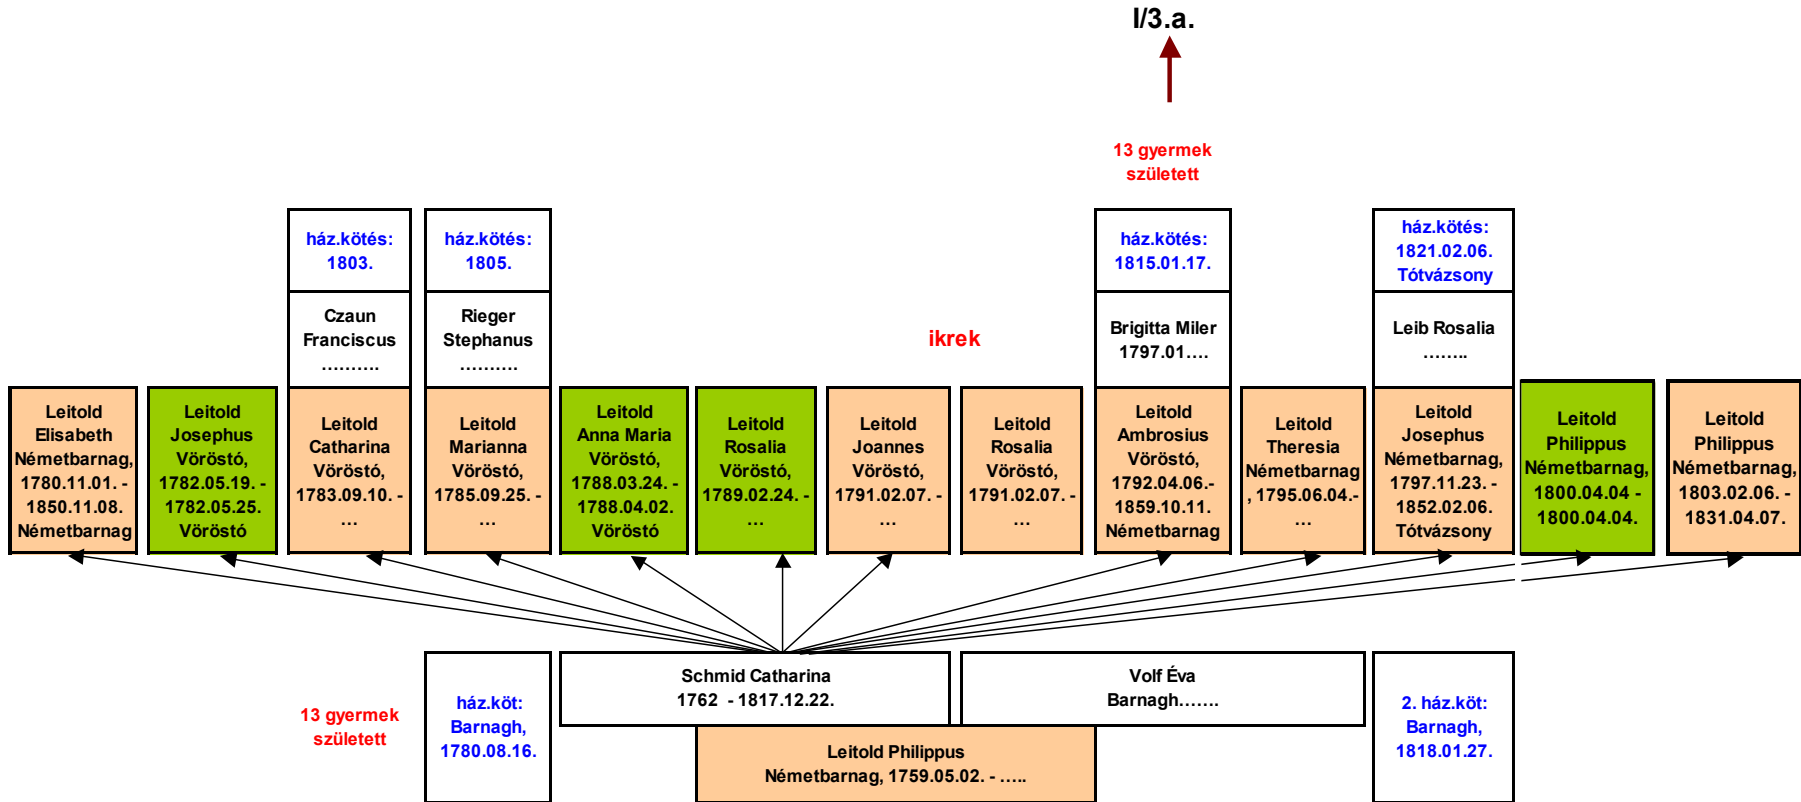 I/3.a.
13 gyermek
született
ház.kötés:
1803.
ház.kötés:
1805.
ház.kötés:
1815.01.17.
ház.kötés:
1821.02.06.
Tótvázsony
Czaun
Franciscus
……….
Rieger
Stephanus
……….
ikrek
Brigitta Miler
1797.01….
Leib Rosalia
……..
Leitold
Elisabeth
Németbarnag,
1780.11.01. -
1850.11.08.
Németbarnag
Leitold
Josephus
Vöröstó,
1782.05.19. -
1782.05.25.
Vöröstó
Leitold
Catharina
Vöröstó,
1783.09.10. -
…
Leitold
Marianna
Vöröstó,
1785.09.25. -
…
Leitold
Anna Maria
Vöröstó,
1788.03.24. -
1788.04.02.
Vöröstó
Leitold
Rosalia
Vöröstó,
1789.02.24. -
…
Leitold
Joannes
Vöröstó,
1791.02.07. -
…
Leitold
Rosalia
Vöröstó,
1791.02.07. -
…
Leitold
Ambrosius
Vöröstó,
1792.04.06.-
1859.10.11.
Németbarnag
Leitold
Theresia
Németbarnag
, 1795.06.04.-
…
Leitold
Josephus
Németbarnag,
1797.11.23. -
1852.02.06.
Tótvázsony
Leitold
Philippus
Németbarnag,
1800.04.04 -
1800.04.04.
Leitold
Philippus
Németbarnag,
1803.02.06. -
1831.04.07.
13 gyermek
született
ház.köt:
Barnagh,
1780.08.16.
Schmid Catharina
1762  - 1817.12.22.
Volf Éva
Barnagh…….
2. ház.köt:
Barnagh,
1818.01.27.
Leitold Philippus
Németbarnag, 1759.05.02. - …..